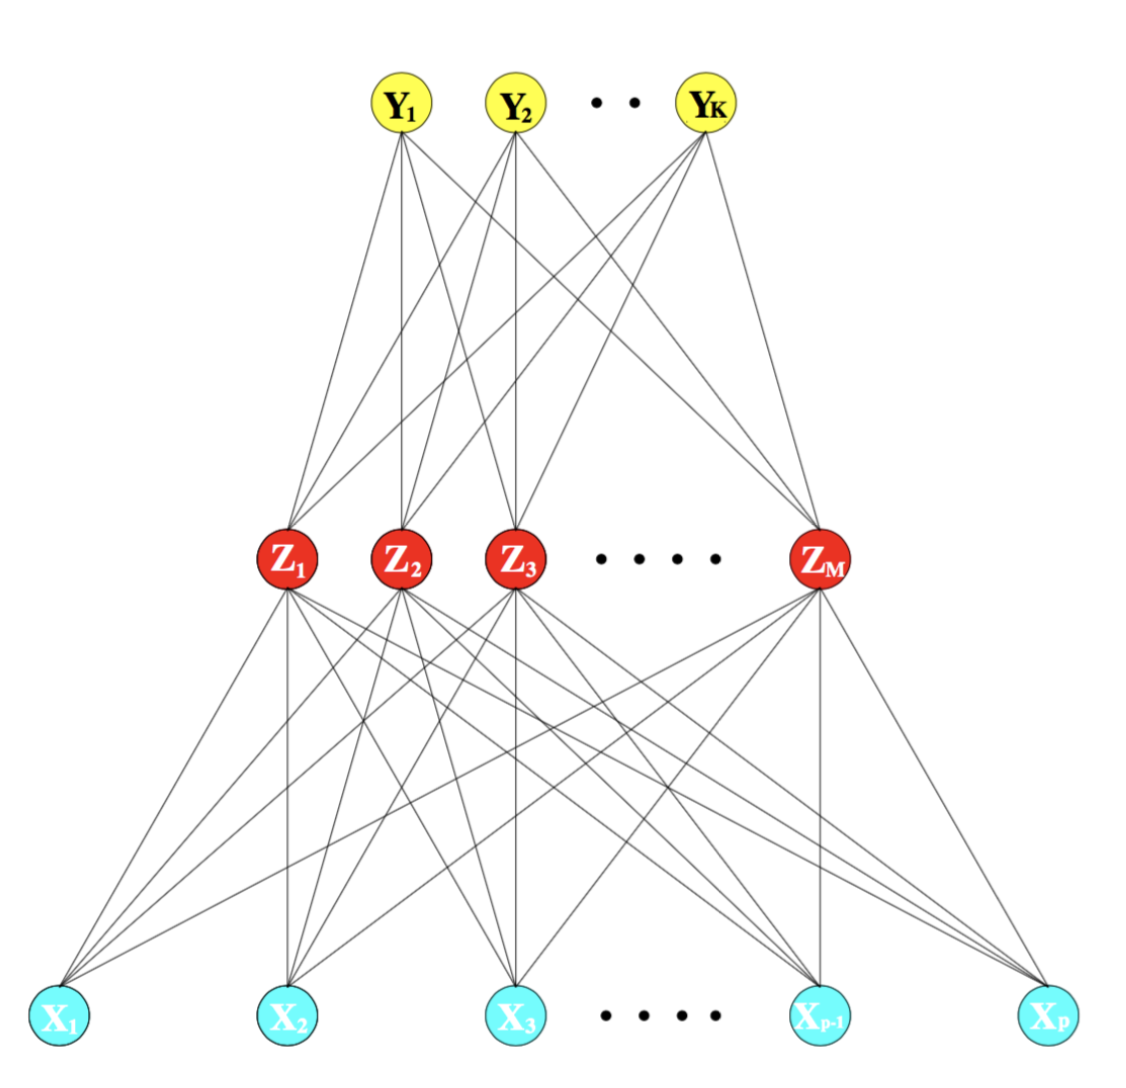 Y1 Y2 • • YK
Z1 Z2 Z3 • • • • ZM
X1 X2 X3 • • • • Xp-1 Xp